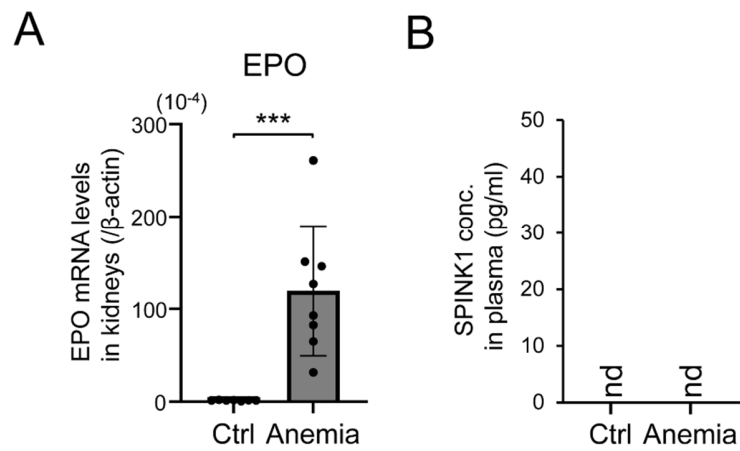 A
EPO
(10-4)
***
300
200
100
0
EPO mRNA levels
in kidneys (/β-actin)
Ctrl Anemia
B
50
40
30
20
10
0
SPINK1 conc.
in plasma (pg/ml)
nd
nd
Ctrl Anemia